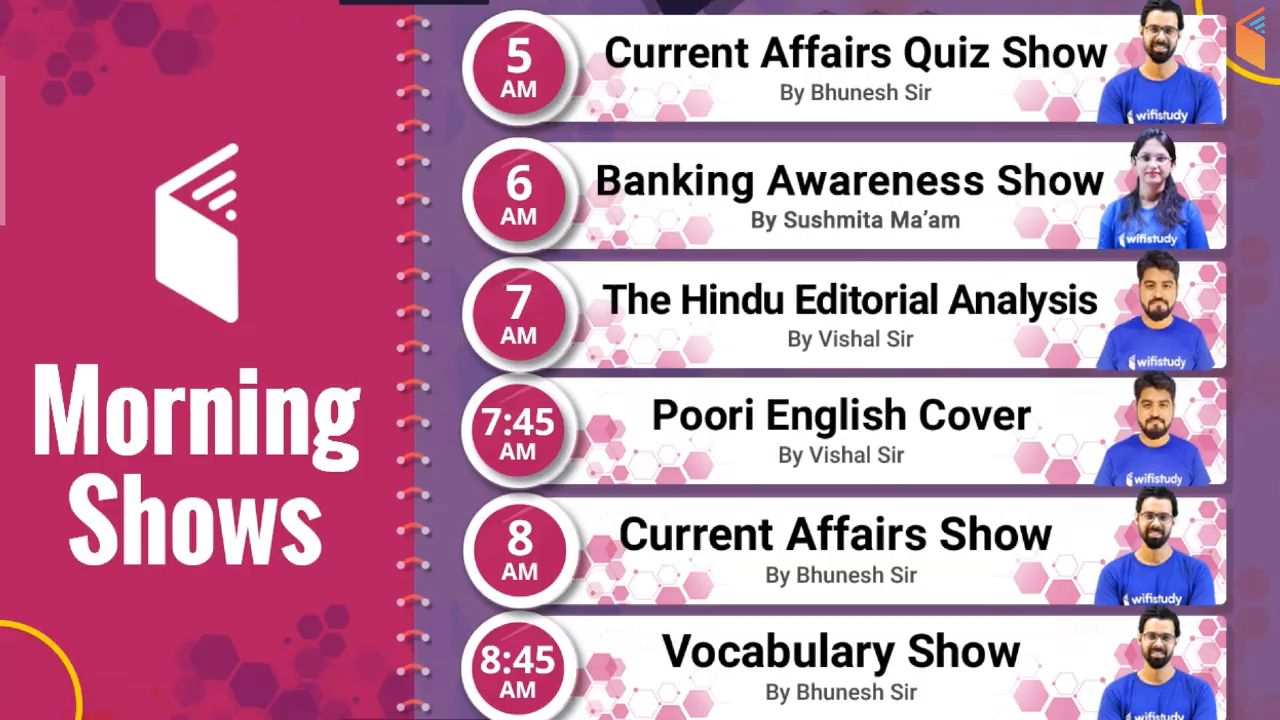 Morning
Shows
5
AM
Current Affairs Quiz Show
By Bhunesh Sir
wifistudy
6
AM
Banking Awareness Show
By Sushmita Ma’am
wifistudy
7
AM
The Hindu Editorial Analysis
By Vishal Sir
wifistudy
7:45
AM
Poori English Cover
By Vishal Sir
wifistudy
8
AM
Current Affairs Show
By Bhunesh Sir
wifistudy
8:45
AM
Vocabulary Show
By Bhunesh Sir